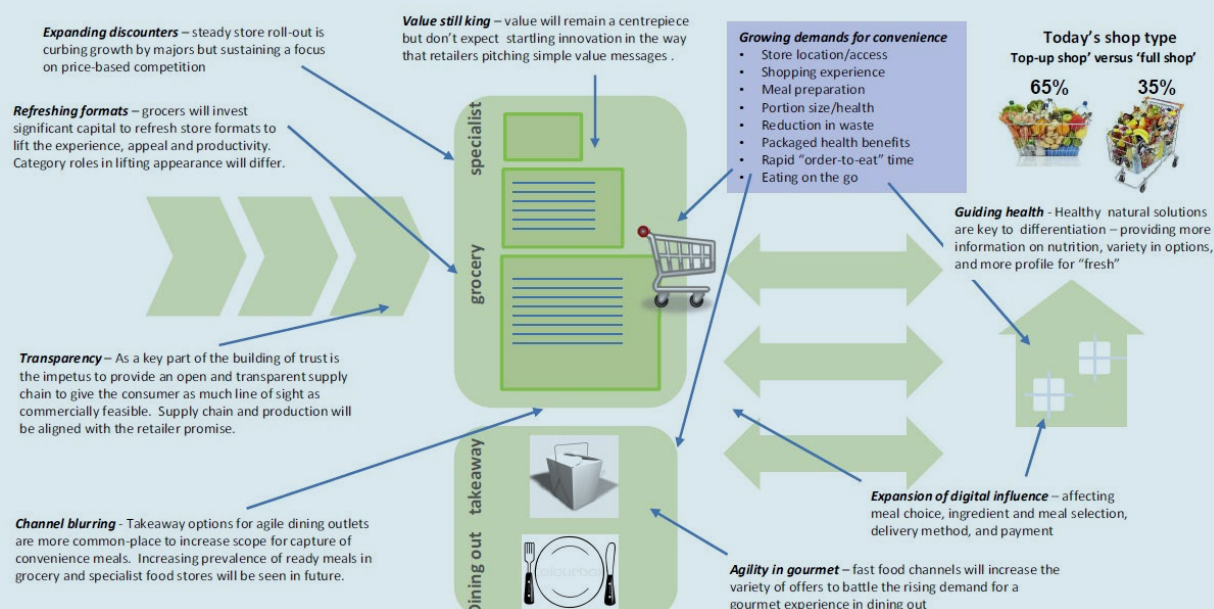 Expanding discounters – steady store roll-out is
curbing growth by majors but sustaining a focus
on price-based competition
Value still king – value will remain a centrepiece
but don't expect startling innovation in the way
that retailers pitching simple value messages .
Growing demands for convenience
• Store location/access
• Shopping experience
• Meal preparation
• Portion size/health
• Reduction in waste
• Packaged health benefits
• Rapid "order-to-eat" time
• Eating on the go
Today's shop type
Top-up shop' versus 'full shop'
65% 35%
Refreshing formats – grocers will invest
significant capital to refresh store formats to
lift the experience, appeal and productivity.
Category roles in lifting appearance will differ.
specialist
grocery
Guiding health - Healthy natural solutions
are key to differentiation – providing more
information on nutrition, variety in options,
and more profile for "fresh"
Transparency – As a key part of the building of trust is
the impetus to provide an open and transparent supply
chain to give the consumer as much line of sight as
commercially feasible. Supply chain and production will
be aligned with the retailer promise.
takeaway
Dining out
Expansion of digital influence – affecting
meal choice, ingredient and meal selection,
delivery method, and payment
Channel blurring - Takeaway options for agile dining outlets
are more common-place to increase scope for capture of
convenience meals. Increasing prevalence of ready meals in
grocery and specialist food stores will be seen in future.
Agility in gourmet – fast food channels will increase the
variety of offers to battle the rising demand for a
gourmet experience in dining out